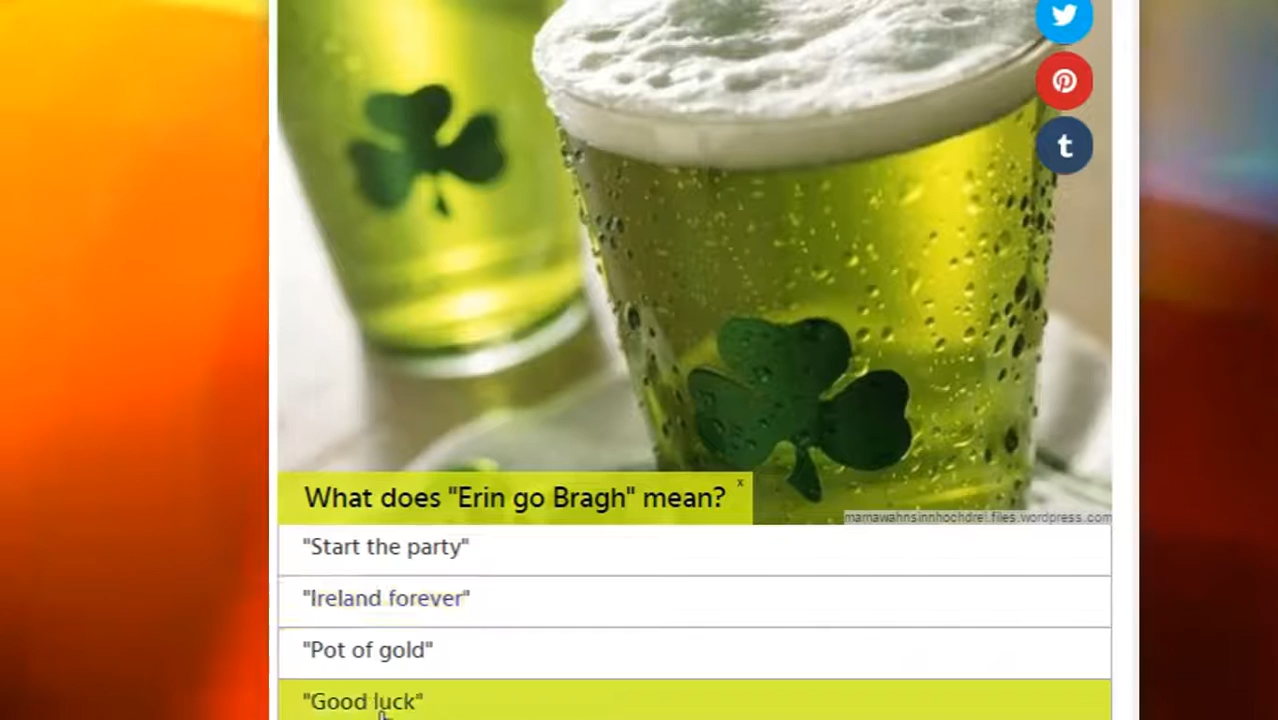 t
What does "Erin go Bragh" mean?
x
mamawahnsinnhochdrei.files.wordpress.com
"Start the party"
"Ireland forever"
"Pot of gold"
"Good luck"